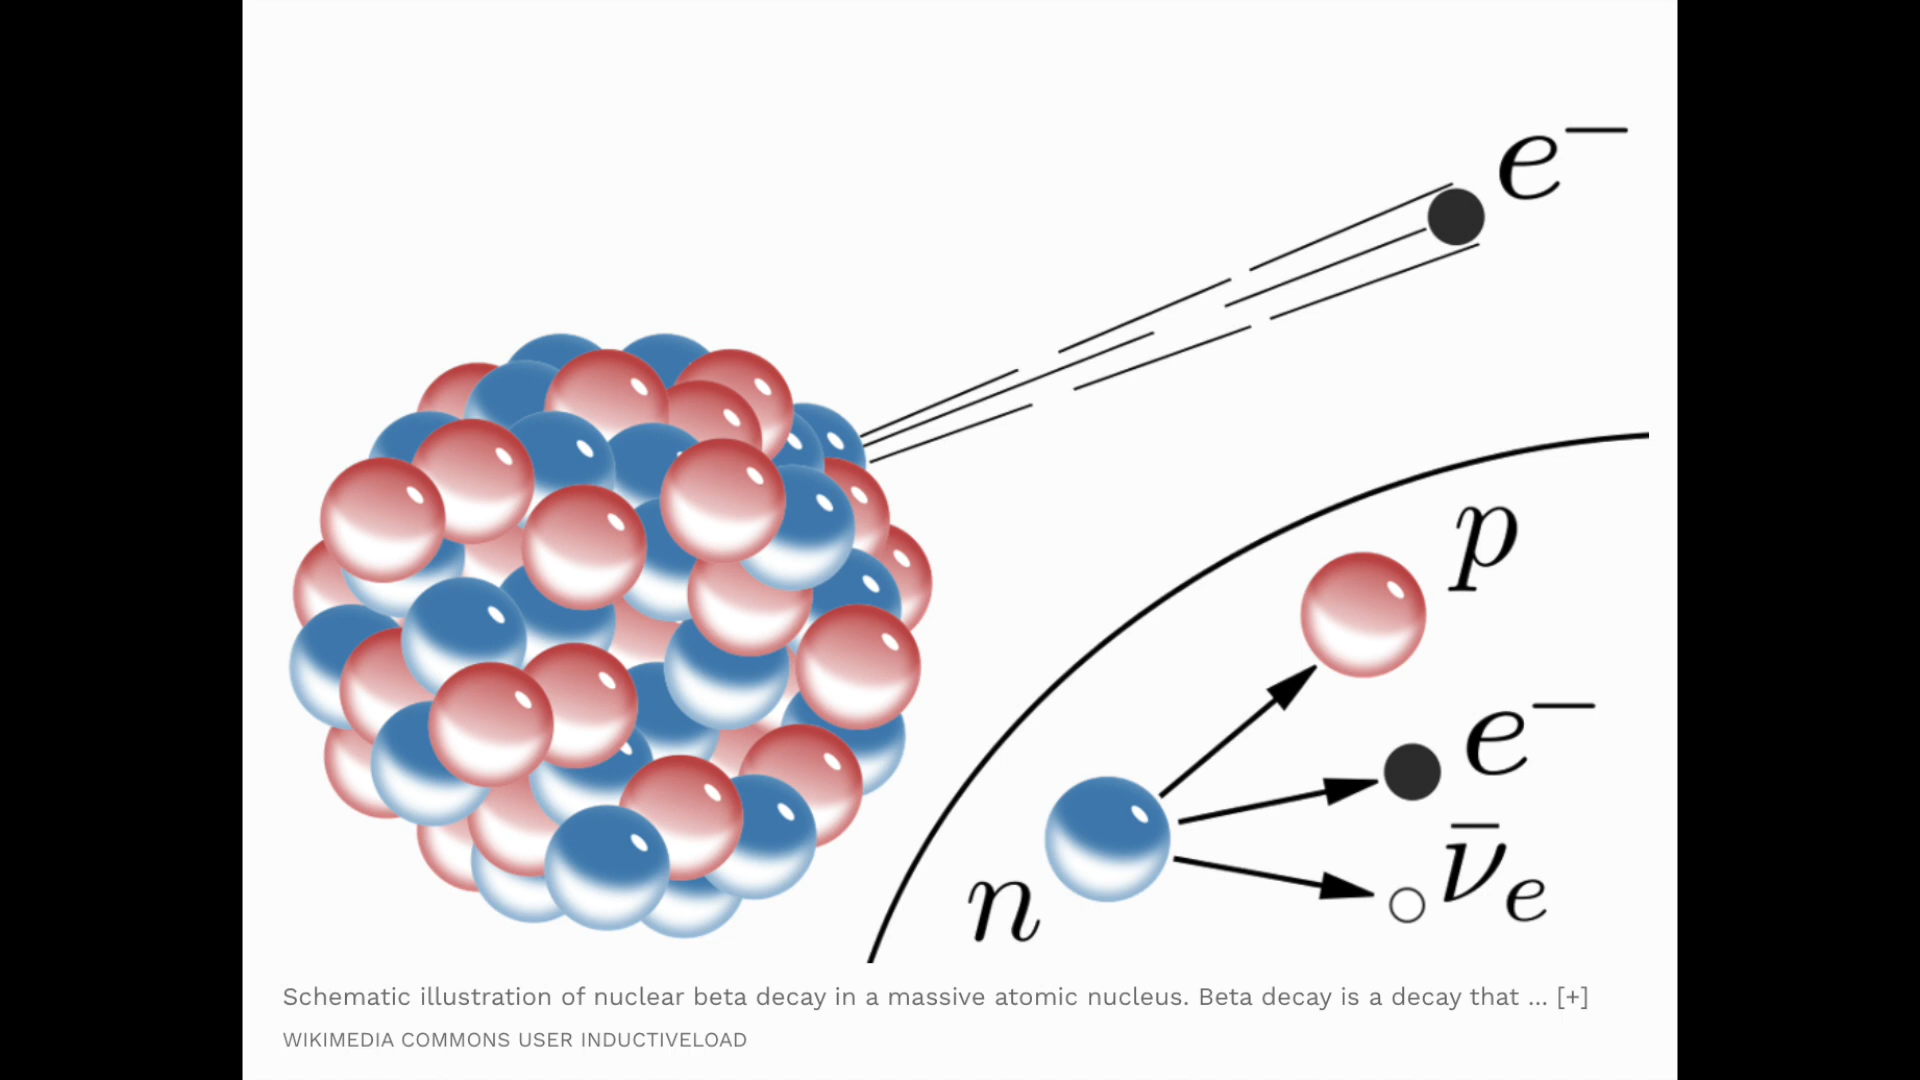 e⁻
p
e⁻
n
ν̄ₑ
Schematic illustration of nuclear beta decay in a massive atomic nucleus. Beta decay is a decay that ... [+]
WIKIMEDIA COMMONS USER INDUCTIVELOAD